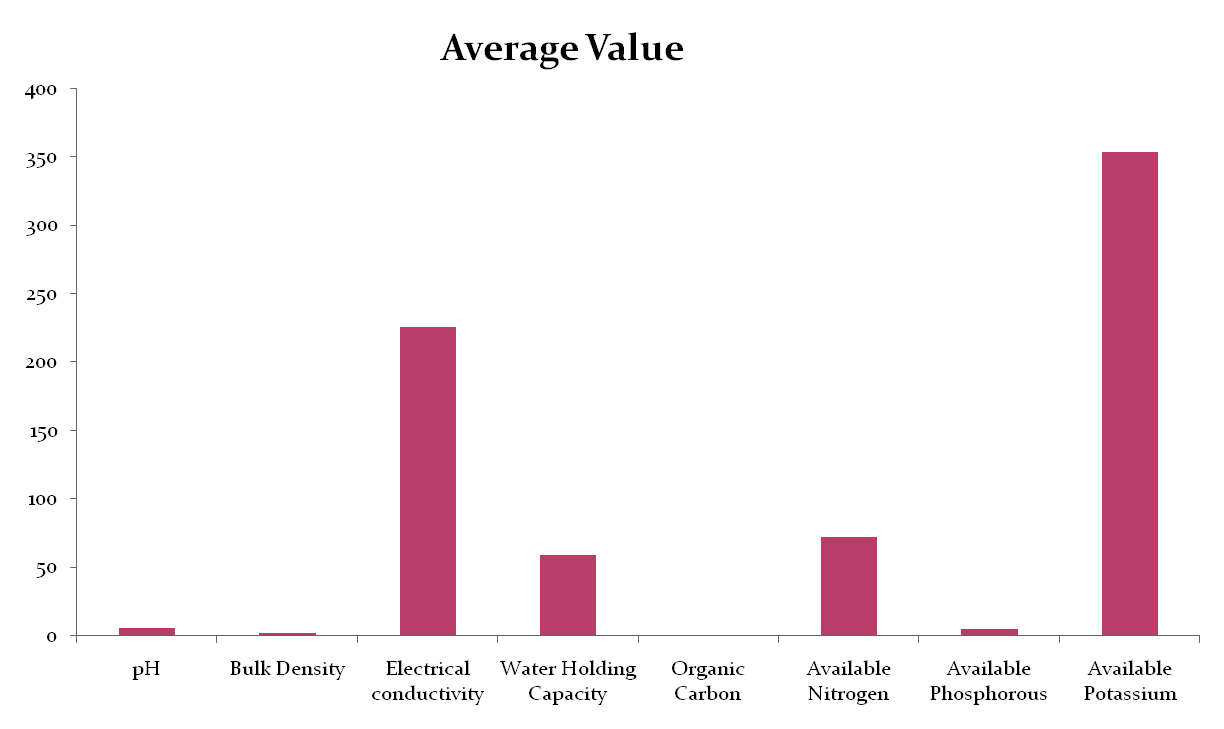 Average Value
400
350
300
250
200
150
100
50
0
pH
Bulk Density
Electrical
conductivity
Water Holding
Capacity
Organic
Carbon
Available
Nitrogen
Available
Phosphorous
Available
Potassium